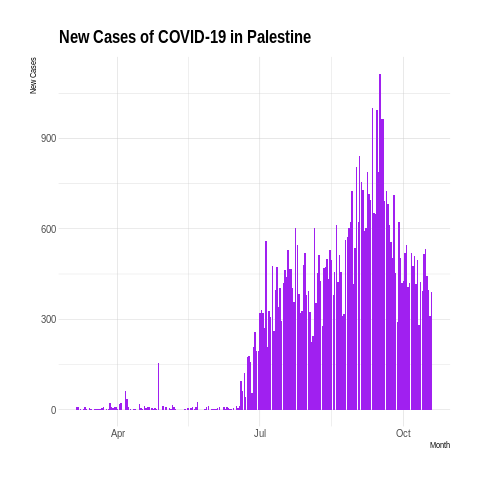 New Cases of COVID-19 in Palestine
New Cases
900
600
300
0
Apr
Jul
Oct
Month